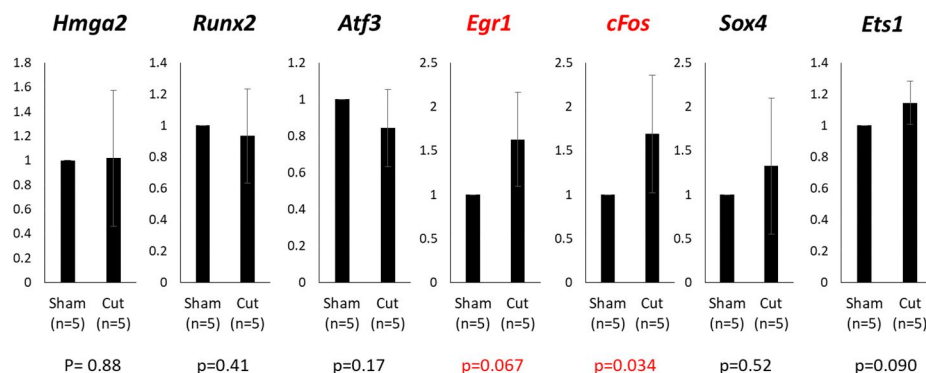 Hmga2 Runx2 Atf3 Egr1 cFos Sox4 Ets1
1.8 1.4 1.2 2.5 2.5 2.5 1.4
1.6 1.2 1 2 2 2 1.2
1.4 1 0.8 1.5 1.5 1.5 1
1.2 0.8 0.6 1 1 1 0.8
1 0.6 0.4 0.5 0.5 0.5 0.6
0.8 0.4 0.2 0 0 0 0.4
0.6 0.2 0 0.2
0.4 0 0
0.2
0
Sham Cut Sham Cut Sham Cut Sham Cut Sham Cut Sham Cut Sham Cut
(n=5) (n=5) (n=5) (n=5) (n=5) (n=5) (n=5) (n=5) (n=5) (n=5) (n=5) (n=5) (n=5) (n=5)
P= 0.88 p=0.41 p=0.17 p=0.067 p=0.034 p=0.52 p=0.090